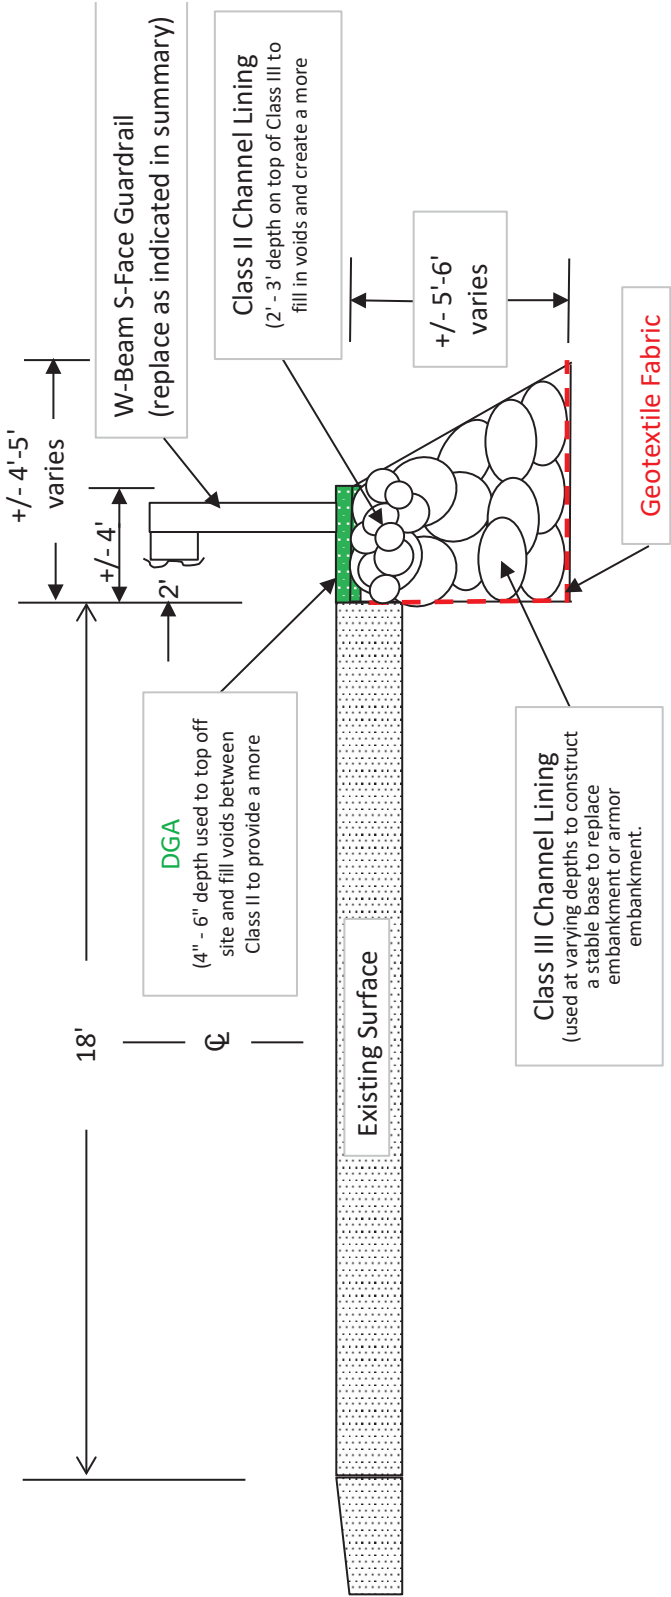 +/- 4'-5'
varies
+/- 4'
2'
18'
℄
W-Beam S-Face Guardrail
(replace as indicated in summary)
Class II Channel Lining
(2' - 3' depth on top of Class III to
fill in voids and create a more
+/- 5'-6'
varies
DGA
(4" - 6" depth used to top off
site and fill voids between
Class II to provide a more
Existing Surface
Class III Channel Lining
(used at varying depths to construct
a stable base to replace
embankment or armor
embankment.
Geotextile Fabric